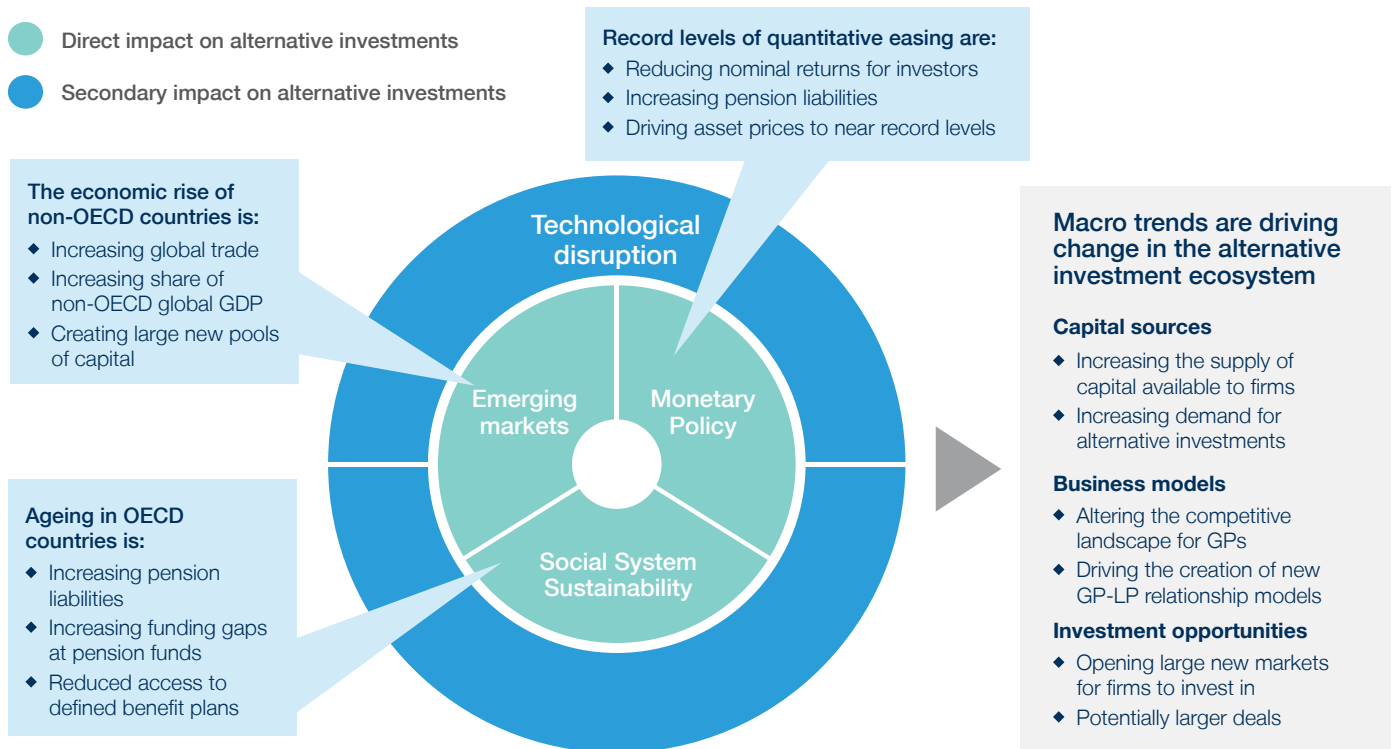 Direct impact on alternative investments
Secondary impact on alternative investments
Record levels of quantitative easing are:
◆ Reducing nominal returns for investors
◆ Increasing pension liabilities
◆ Driving asset prices to near record levels
The economic rise of
non-OECD countries is:
◆ Increasing global trade
◆ Increasing share of
non-OECD global GDP
◆ Creating large new pools
of capital
Ageing in OECD
countries is:
◆ Increasing pension
liabilities
◆ Increasing funding gaps
at pension funds
◆ Reduced access to
defined benefit plans
Technological
disruption
Emerging
markets
Monetary
Policy
Social System
Sustainability
Macro trends are driving
change in the alternative
investment ecosystem
Capital sources
◆ Increasing the supply of
capital available to firms
◆ Increasing demand for
alternative investments
Business models
◆ Altering the competitive
landscape for GPs
◆ Driving the creation of new
GP-LP relationship models
Investment opportunities
◆ Opening large new markets
for firms to invest in
◆ Potentially larger deals